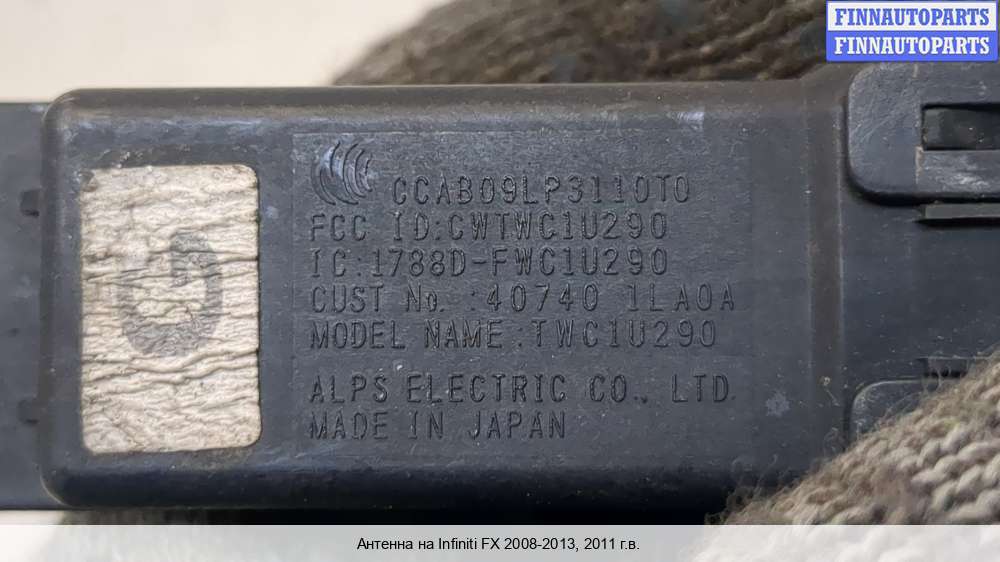 FINNAUTOPARTS
FINNAUTOPARTS
CCAB09LP3110T0
FCC ID:CWTWC1U290
IC:1788D-FWC1U290
CUST No. :40740 1LA0A
MODEL NAME:TWC1U290
ALPS ELECTRIC CO., LTD.
MADE IN JAPAN
Антенна на Infiniti FX 2008-2013, 2011 г.в.